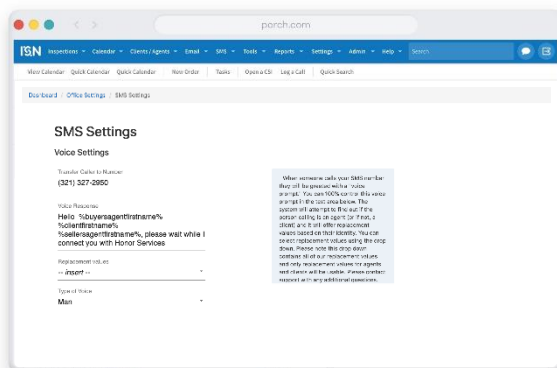 porch.com
ISN Inspections Calendar Clients/Agents Email SMS Tools Reports Settings Admin Help Search
View Calendar Quick Calendar Quick Calendar New Order Tasks Open a CSI Log a Call Quick Search
Dashboard / Office Settings / SMS Settings
SMS Settings
Voice Settings
Transfer Caller to Number
(321) 327-2950
Voice Response
Hello %buyersagentfirstname%
%clientfirstname%
%sellersagentfirstname%, please wait while I
connect you with Honor Services
Replacement values
-- insert --
Type of Voice
Man
When someone calls your SMS number
they will be greeted with a "voice
prompt." You can 100% control this voice
prompt in the text area below. The
system will attempt to find out if the
person calling is an agent (or if not, a
client) and it will offer replacement
values based on their identity. You can
select replacement values using the drop
down. Please note this drop down
contains all of our replacement values
and only replacement values for agents
and clients will be usable. Please contact
support with any additional questions.